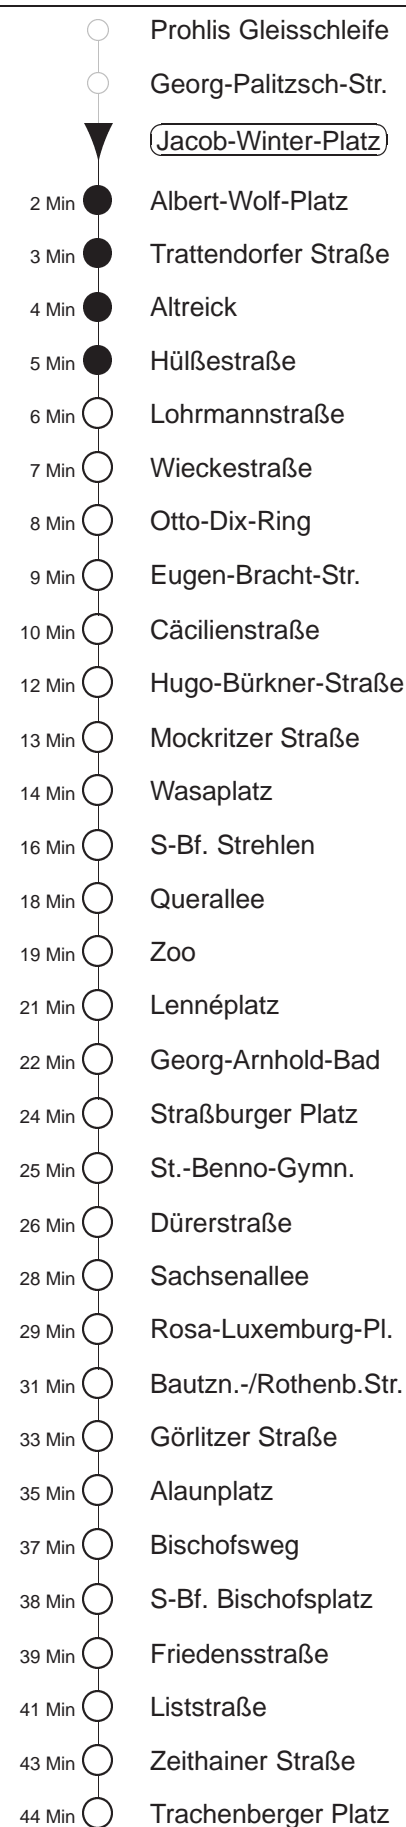 Prohlis Gleisschleife
Georg-Palitzsch-Str.
Jacob-Winter-Platz
2 Min Albert-Wolf-Platz
3 Min Trattendorfer Straße
4 Min Altreick
5 Min Hülßestraße
6 Min Lohrmannstraße
7 Min Wieckestraße
8 Min Otto-Dix-Ring
9 Min Eugen-Bracht-Str.
10 Min Cäcilienstraße
12 Min Hugo-Bürkner-Straße
13 Min Mockritzer Straße
14 Min Wasaplatz
16 Min S-Bf. Strehlen
18 Min Querallee
19 Min Zoo
21 Min Lennéplatz
22 Min Georg-Arnhold-Bad
24 Min Straßburger Platz
25 Min St.-Benno-Gymn.
26 Min Dürerstraße
28 Min Sachsenallee
29 Min Rosa-Luxemburg-Pl.
31 Min Bautzn.-/Rothenb.Str.
33 Min Görlitzer Straße
35 Min Alaunplatz
37 Min Bischofsweg
38 Min S-Bf. Bischofsplatz
39 Min Friedensstraße
41 Min Liststraße
43 Min Zeithainer Straße
44 Min Trachenberger Platz